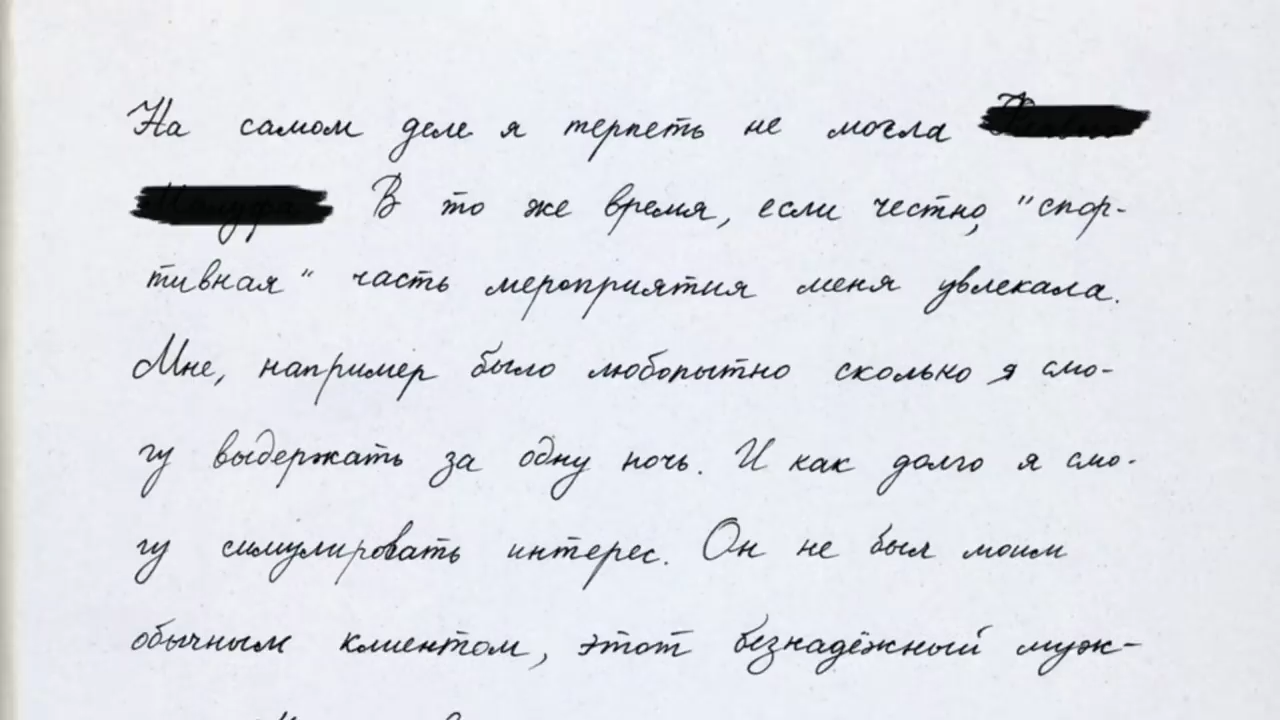 На самом деле я терпеть не могла
В то же время, если честно, "спор-
тивная" часть мероприятия меня увлекала.
Мне, например было любопытно сколько я смо-
гу выдержать за одну ночь. И как долго я смо-
гу симулировать интерес. Он не был моим
обычным клиентом, этот безнадёжный муж-